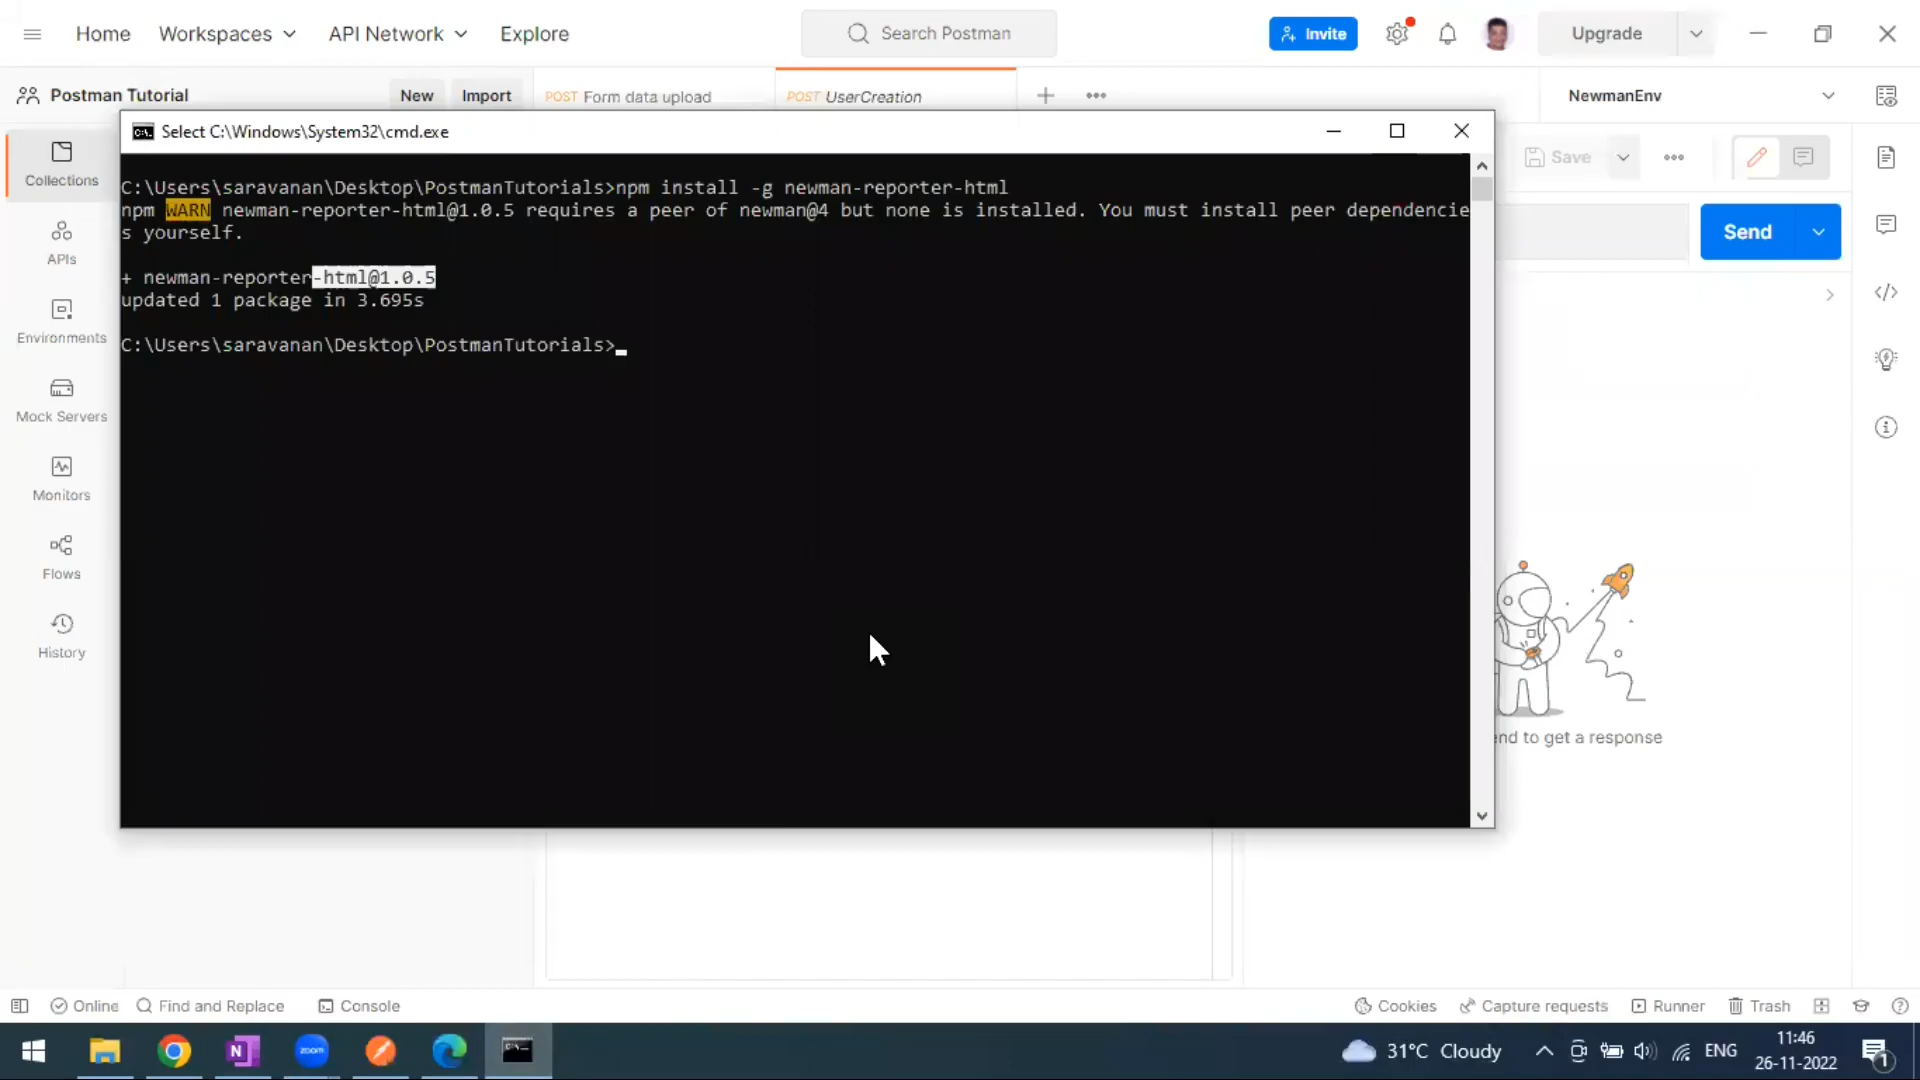 Home Workspaces API Network Explore Search Postman Invite Upgrade
Postman Tutorial New Import POST Form data upload POST UserCreation NewmanEnv
Select C:\Windows\System32\cmd.exe
C:\Users\saravanan\Desktop\PostmanTutorials>npm install -g newman-reporter-html
npm WARN newman-reporter-html@1.0.5 requires a peer of newman@4 but none is installed. You must install peer dependencie
s yourself.
+ newman-reporter-html@1.0.5
updated 1 package in 3.695s
C:\Users\saravanan\Desktop\PostmanTutorials>
Collections
APIs
Environments
Mock Servers
Monitors
Flows
History
Save
Send
nd to get a response
Online Find and Replace Console Cookies Capture requests Runner Trash
zoom
31°C Cloudy ENG 11:46
26-11-2022 1